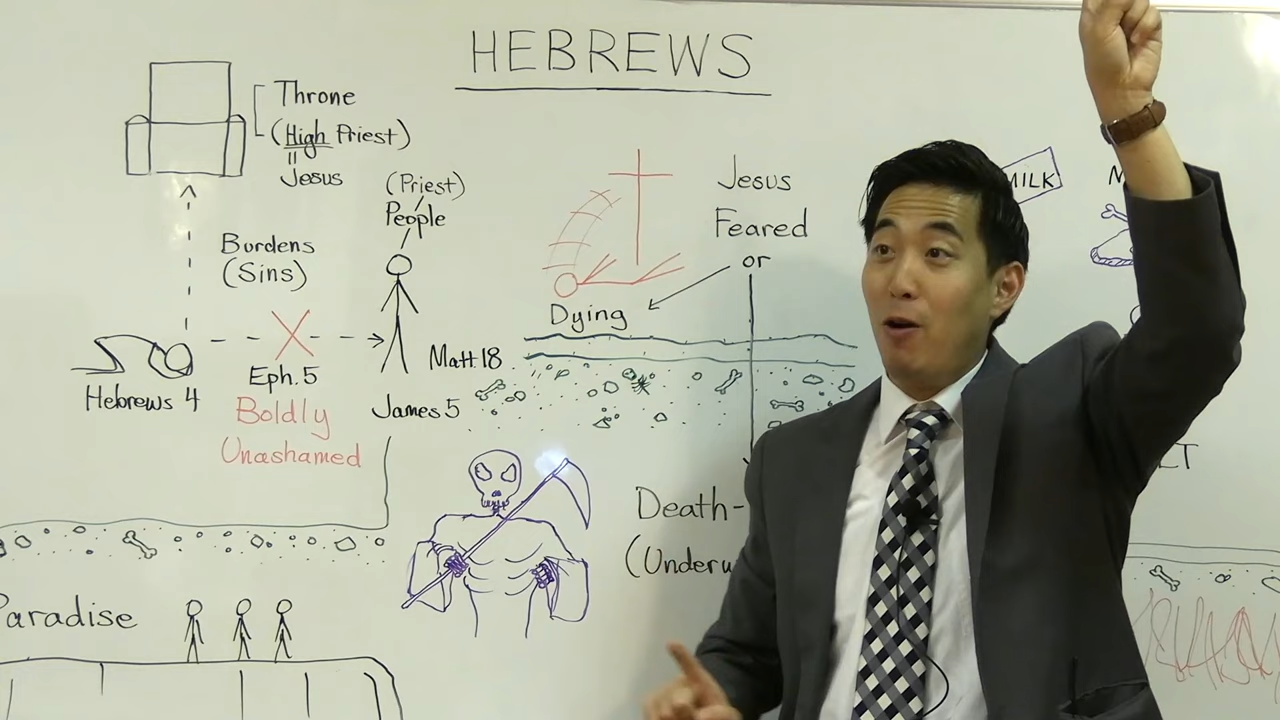 HEBREWS
Throne
(High Priest)
Jesus
(Priest)
People
Burdens
(Sins)
Eph. 5
Boldly
Unashamed
Hebrews 4
Matt. 18
James 5
Jesus
Feared
or
Dying
Death-
(Underw
MILK
Paradise